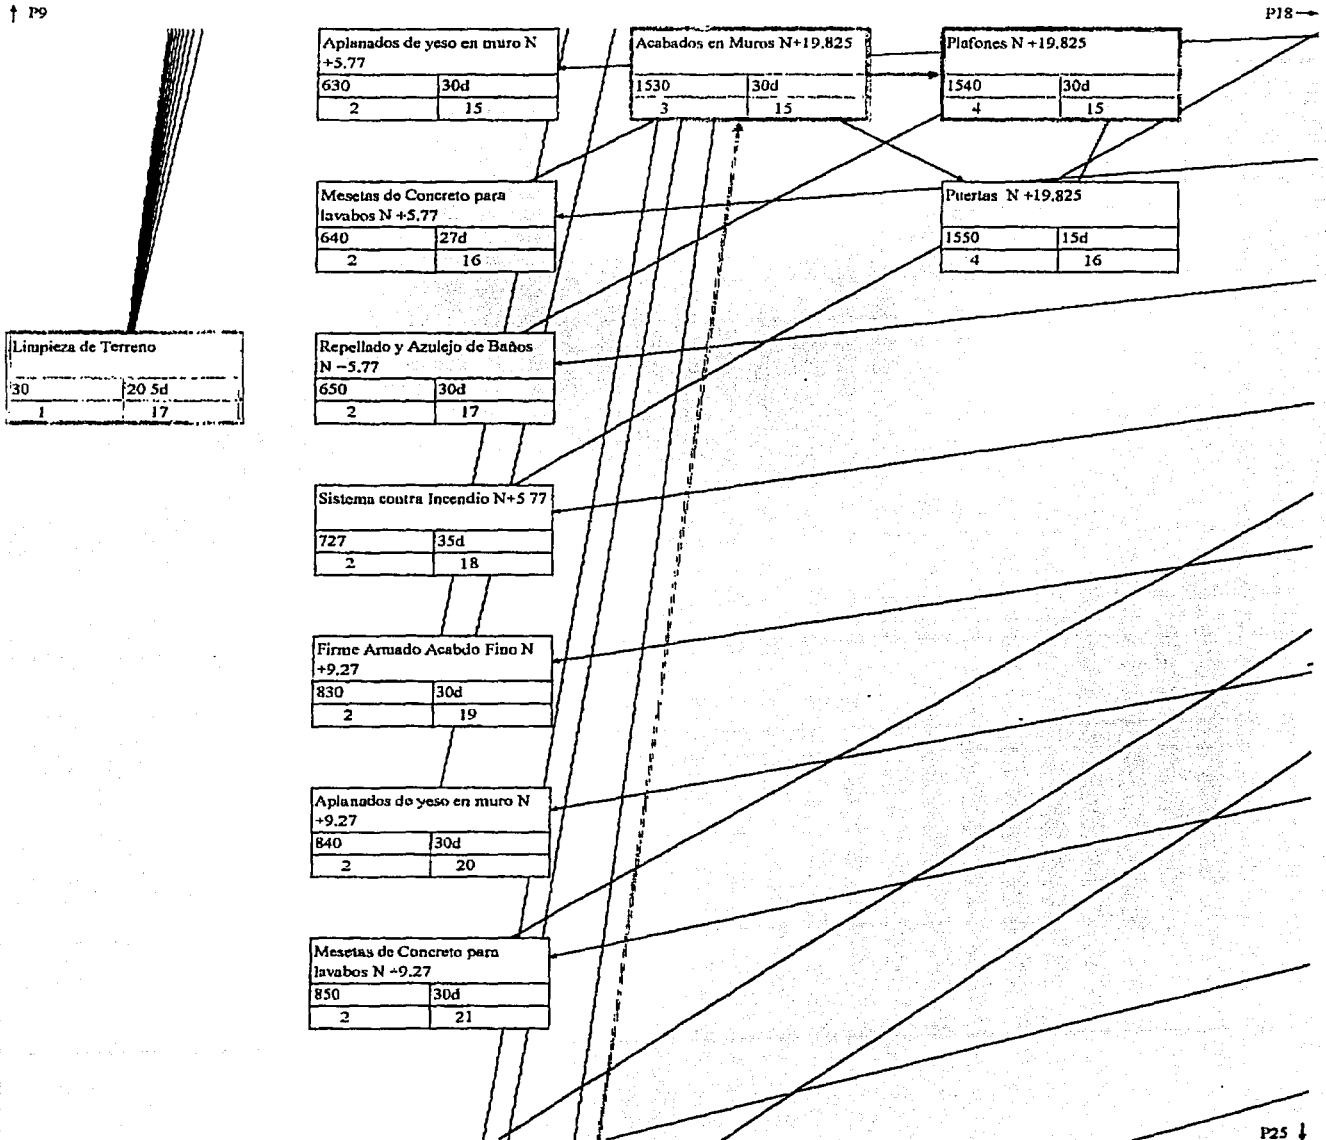 ↑ P9
P18→
Aplanados de yeso en muro N
+5.77
630 30d
2 15
Acabados en Muros N+19.825
1530 30d
3 15
Plafones N +19.825
1540 30d
4 15
Mesetas de Concreto para
lavabos N +5.77
640 27d
2 16
Puertas N +19.825
1550 15d
4 16
Limpieza de Terreno
30 20 5d
1 17
Repellado y Azulejo de Baños
N −5.77
650 30d
2 17
Sistema contra Incendio N+5 77
727 35d
2 18
Firme Armado Acabdo Fino N
+9.27
830 30d
2 19
Aplanados de yeso en muro N
+9.27
840 30d
2 20
Mesetas de Concreto para
lavabos N +9.27
850 30d
2 21
P25 ↓